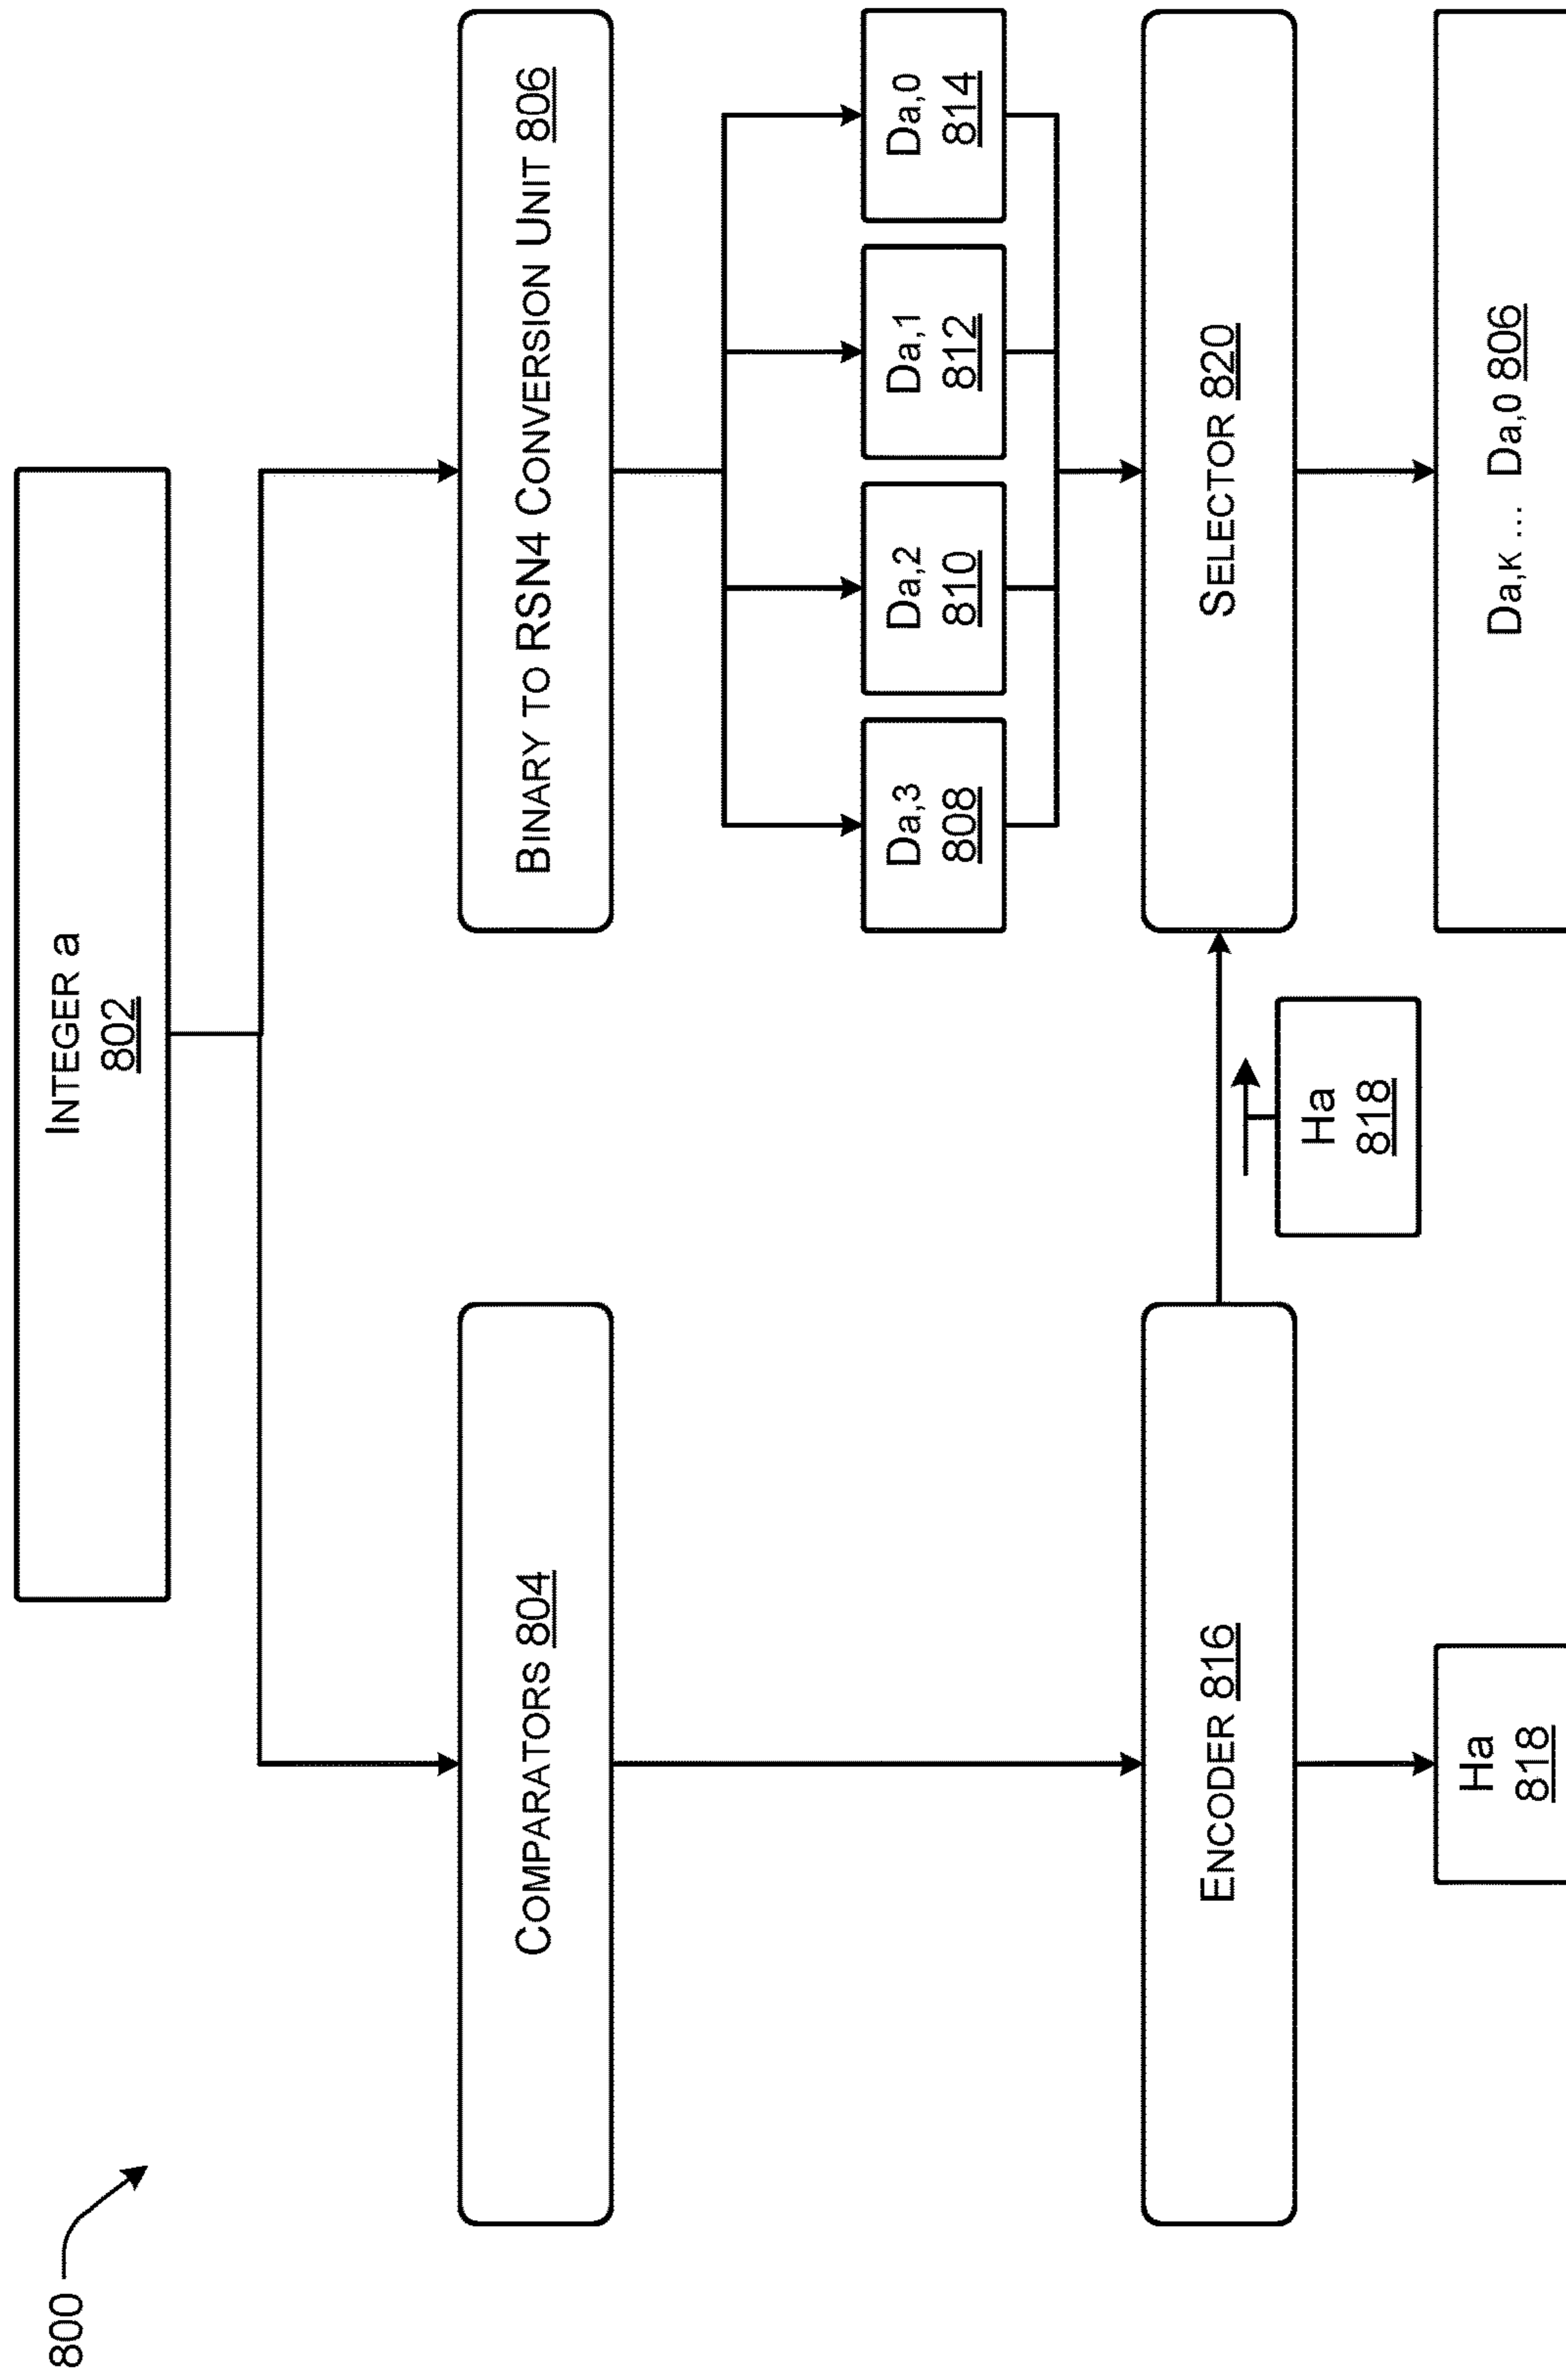 800
INTEGER a
802
COMPARATORS 804
BINARY TO RSN4 CONVERSION UNIT 806
Da,3
808
Da,2
810
Da,1
812
Da,0
814
ENCODER 816
Ha
818
SELECTOR 820
Ha
818
Da,K ... Da,0 806